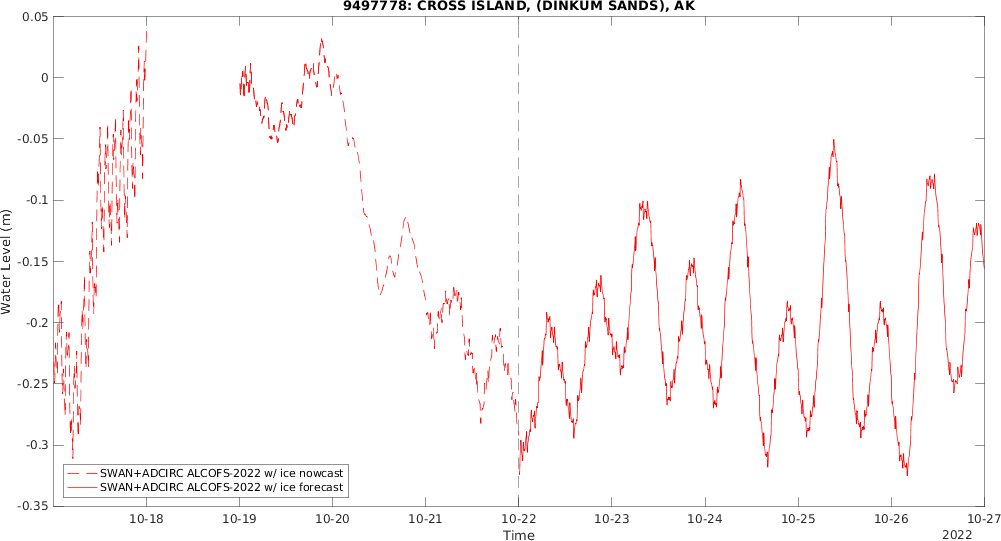 9497778: CROSS ISLAND, (DINKUM SANDS), AK
0.05
0
-0.05
-0.1
-0.15
-0.2
-0.25
-0.3
-0.35
Water Level (m)
SWAN+ADCIRC ALCOFS-2022 w/ ice nowcast
SWAN+ADCIRC ALCOFS-2022 w/ ice forecast
10-18 10-19 10-20 10-21 10-22 10-23 10-24 10-25 10-26 10-27
Time
2022